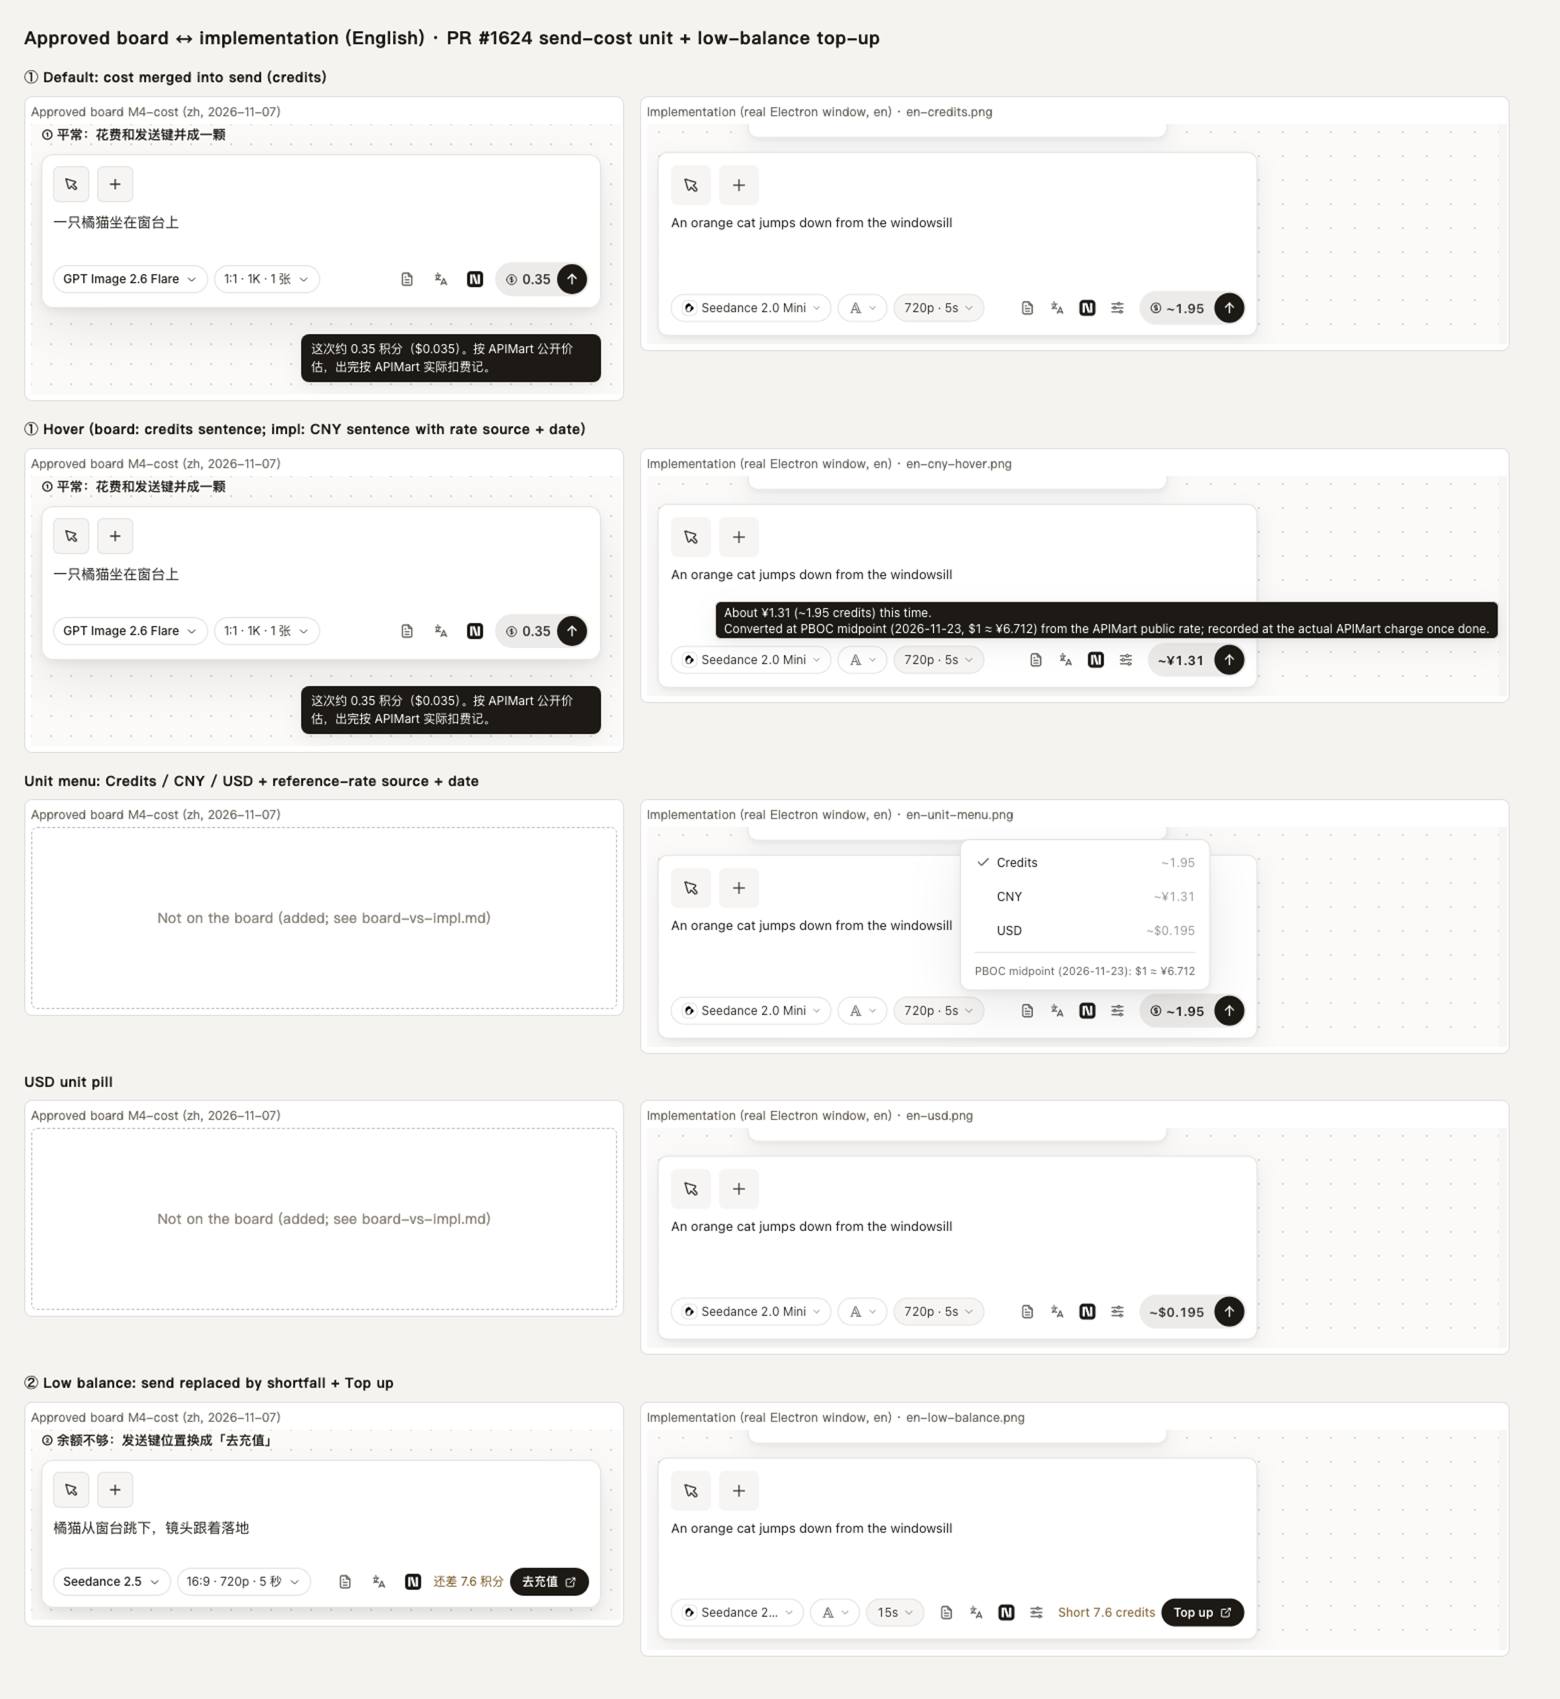 Approved board ↔ implementation (English) · PR #1624 send-cost unit + low-balance top-up
① Default: cost merged into send (credits)
Approved board M4-cost (zh, 2026-11-07)
① 平常：花费和发送键并成一颗
一只橘猫坐在窗台上
GPT Image 2.6 Flare
1:1 · 1K · 1 张
0.35
这次约 0.35 积分（$0.035）。按 APIMart 公开价
估，出完按 APIMart 实际扣费记。
Implementation (real Electron window, en) · en-credits.png
An orange cat jumps down from the windowsill
Seedance 2.0 Mini
A
720p · 5s
~1.95
① Hover (board: credits sentence; impl: CNY sentence with rate source + date)
Approved board M4-cost (zh, 2026-11-07)
① 平常：花费和发送键并成一颗
一只橘猫坐在窗台上
GPT Image 2.6 Flare
1:1 · 1K · 1 张
0.35
这次约 0.35 积分（$0.035）。按 APIMart 公开价
估，出完按 APIMart 实际扣费记。
Implementation (real Electron window, en) · en-cny-hover.png
An orange cat jumps down from the windowsill
About ¥1.31 (~1.95 credits) this time.
Converted at PBOC midpoint (2026-11-23, $1 ≈ ¥6.712) from the APIMart public rate; recorded at the actual APIMart charge once done.
Seedance 2.0 Mini
A
720p · 5s
~¥1.31
Unit menu: Credits / CNY / USD + reference-rate source + date
Approved board M4-cost (zh, 2026-11-07)
Not on the board (added; see board-vs-impl.md)
Implementation (real Electron window, en) · en-unit-menu.png
Credits ~1.95
CNY ~¥1.31
USD ~$0.195
PBOC midpoint (2026-11-23): $1 ≈ ¥6.712
An orange cat jumps down from the windowsill
Seedance 2.0 Mini
A
720p · 5s
~1.95
USD unit pill
Approved board M4-cost (zh, 2026-11-07)
Not on the board (added; see board-vs-impl.md)
Implementation (real Electron window, en) · en-usd.png
An orange cat jumps down from the windowsill
Seedance 2.0 Mini
A
720p · 5s
~$0.195
② Low balance: send replaced by shortfall + Top up
Approved board M4-cost (zh, 2026-11-07)
② 余额不够：发送键位置换成「去充值」
橘猫从窗台跳下，镜头跟着落地
Seedance 2.5
16:9 · 720p · 5 秒
还差 7.6 积分
去充值
Implementation (real Electron window, en) · en-low-balance.png
An orange cat jumps down from the windowsill
Seedance 2...
A
15s
Short 7.6 credits
Top up